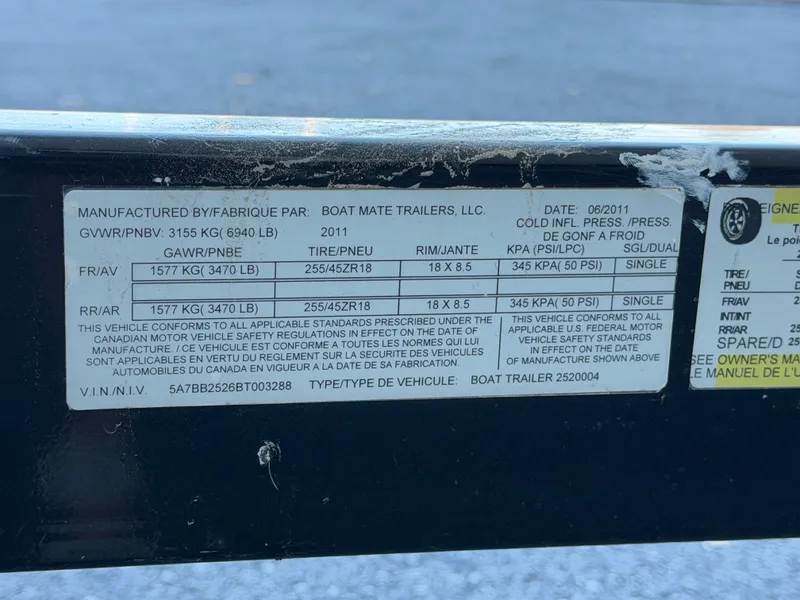 MANUFACTURED BY/FABRIQUE PAR: BOAT MATE TRAILERS, LLC. DATE: 06/2011
GVWR/PNBV: 3155 KG( 6940 LB) 2011 COLD INFL. PRESS. /PRESS.
DE GONF A FROID
GAWR/PNBE TIRE/PNEU RIM/JANTE KPA (PSI/LPC) SGL/DUAL
FR/AV 1577 KG( 3470 LB) 255/45ZR18 18 X 8.5 345 KPA( 50 PSI) SINGLE
RR/AR 1577 KG( 3470 LB) 255/45ZR18 18 X 8.5 345 KPA( 50 PSI) SINGLE
THIS VEHICLE CONFORMS TO ALL APPLICABLE STANDARDS PRESCRIBED UNDER THE
CANADIAN MOTOR VEHICLE SAFETY REGULATIONS IN EFFECT ON THE DATE OF
MANUFACTURE. / CE VEHICULE EST CONFORME A TOUTES LES NORMES QUI LUI
SONT APPLICABLES EN VERTU DU REGLEMENT SUR LA SECURITE DES VEHICULES
AUTOMOBILES DU CANADA EN VIGUEUR A LA DATE DE SA FABRICATION.
THIS VEHICLE CONFORMS TO ALL
APPLICABLE U.S. FEDERAL MOTOR
VEHICLE SAFETY STANDARDS
IN EFFECT ON THE DATE
OF MANUFACTURE SHOWN ABOVE
V.I.N./N.I.V. 5A7BB2526BT003288 TYPE/TYPE DE VEHICULE: BOAT TRAILER 2520004
EIGNE
Le poi
TIRE/
PNEU
FR/AV 2
INT/INT
RR/AR 25
SPARE/D 25
SEE OWNER'S MA
LE MANUEL DE L'U